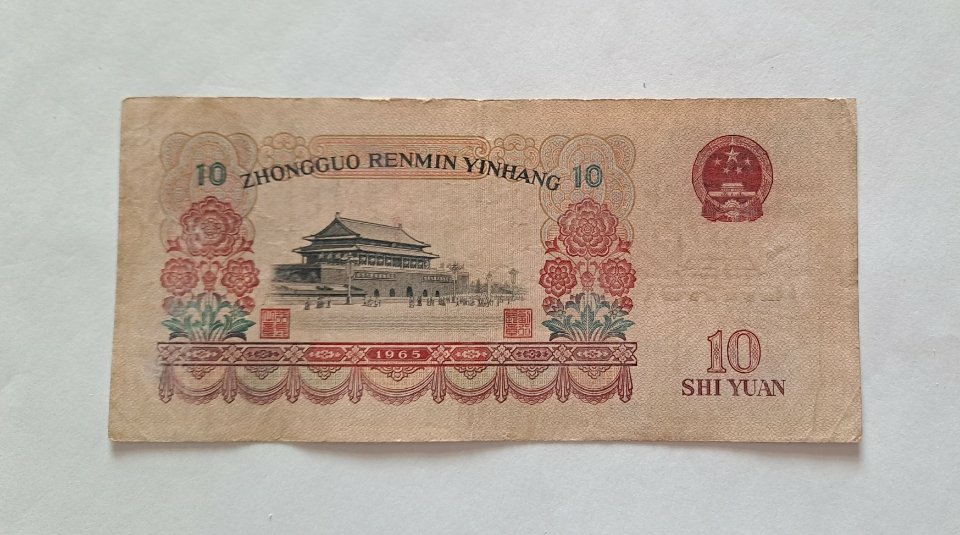 10 ZHONGGUO RENMIN YINHANG 10
1965
10
SHI YUAN